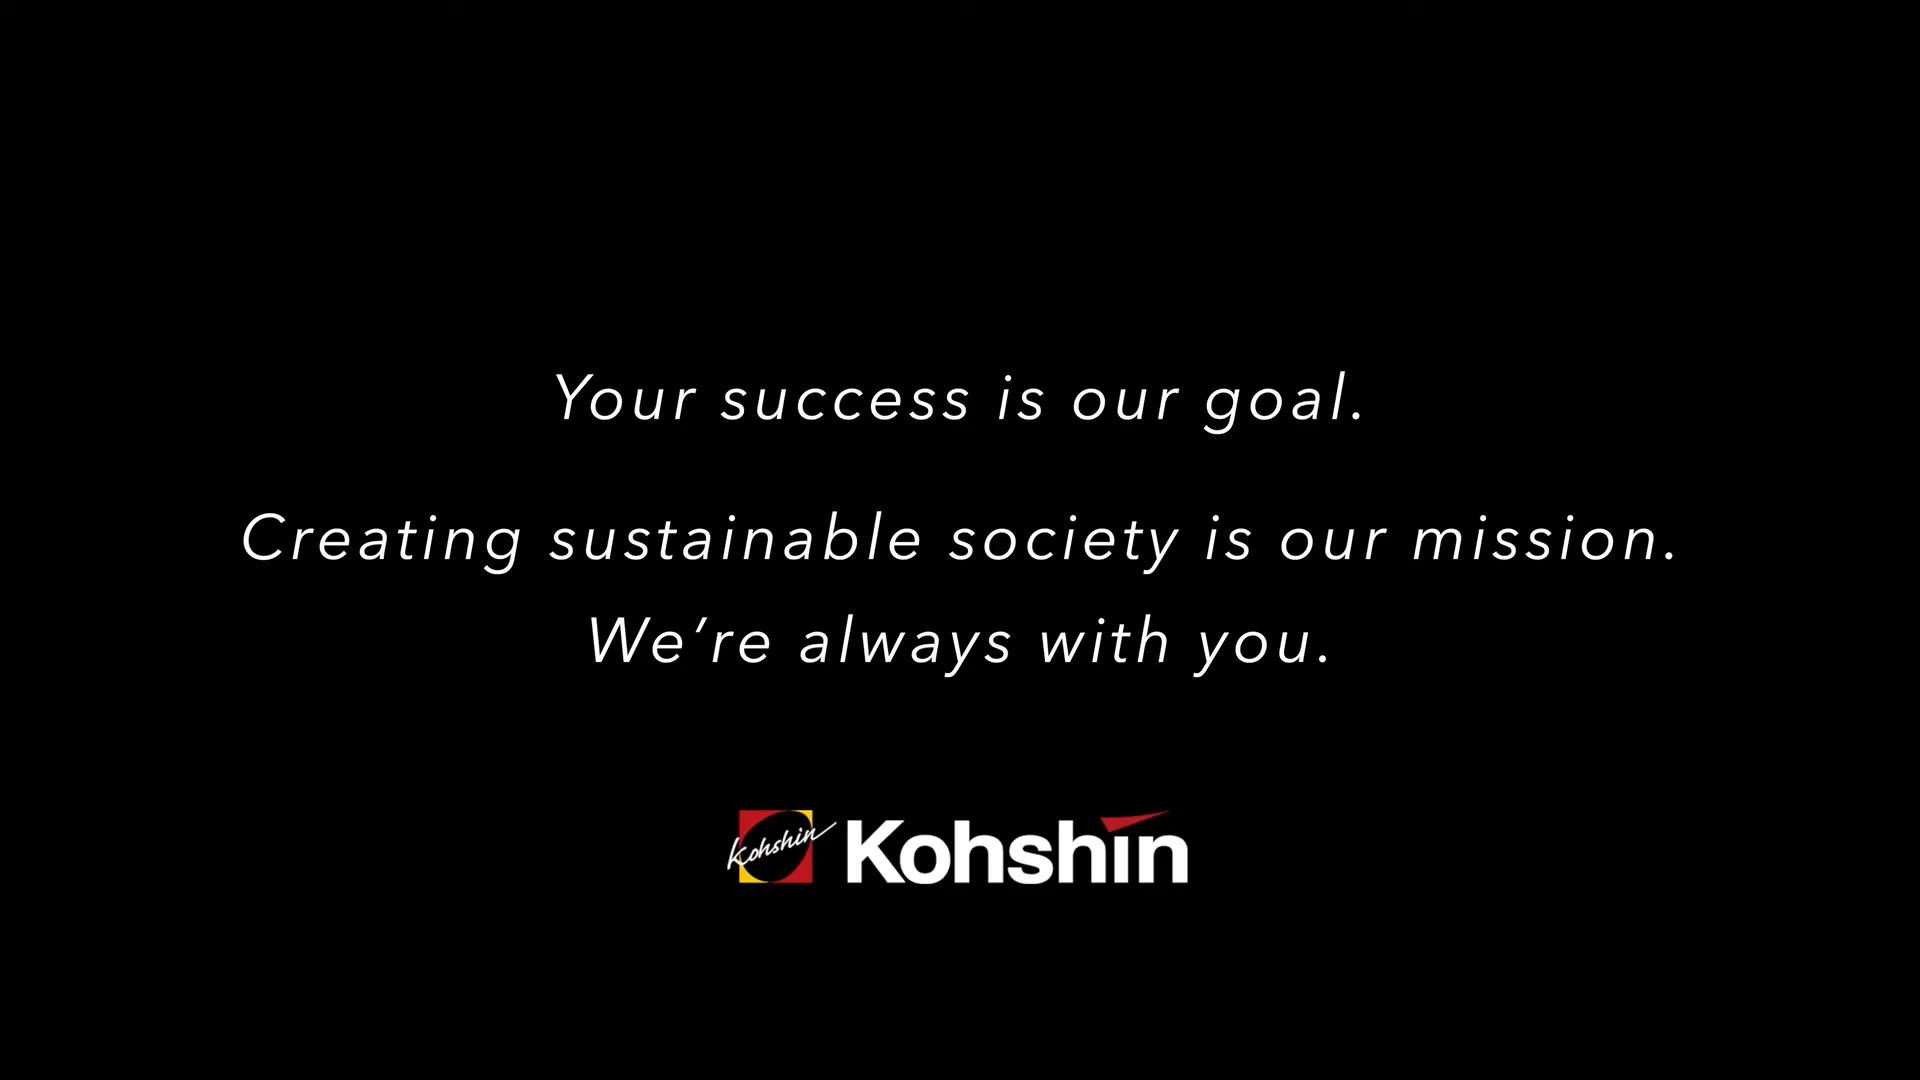 Your success is our goal.
Creating sustainable society is our mission.
We’re always with you.
Kohshin Kohshin